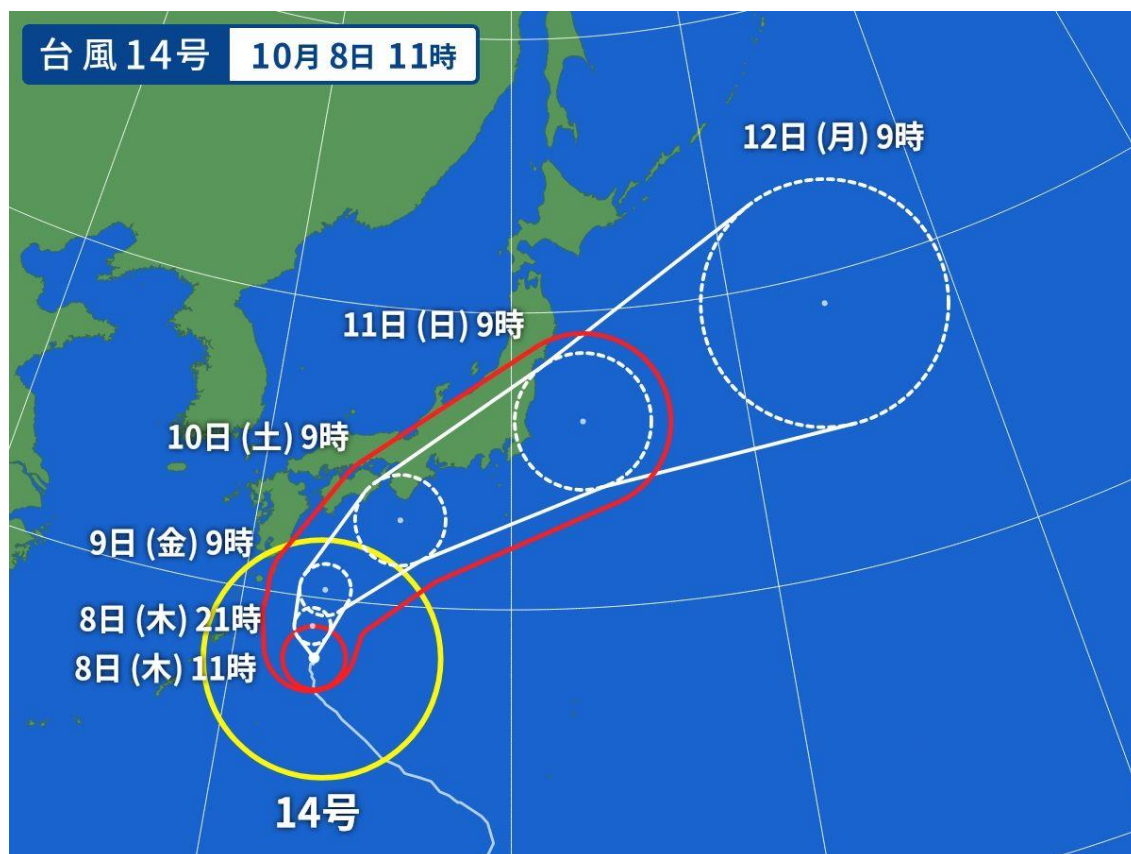 台風14号 10月8日 11時
12日 (月) 9時
11日 (日) 9時
10日 (土) 9時
9日 (金) 9時
8日 (木) 21時
8日 (木) 11時
14号